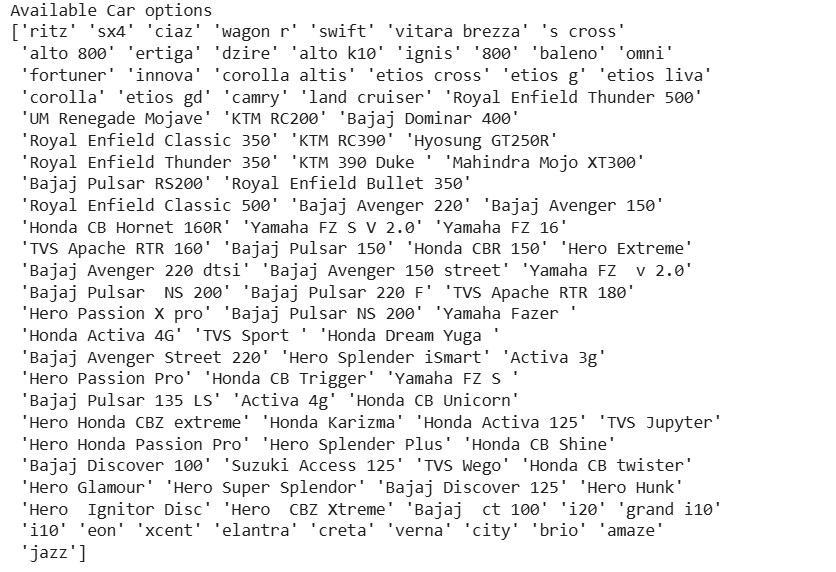 Available Car options
['ritz' 'sx4' 'ciaz' 'wagon r' 'swift' 'vitara brezza' 's cross'
 'alto 800' 'ertiga' 'dzire' 'alto k10' 'ignis' '800' 'baleno' 'omni'
 'fortuner' 'innova' 'corolla altis' 'etios cross' 'etios g' 'etios liva'
 'corolla' 'etios gd' 'camry' 'land cruiser' 'Royal Enfield Thunder 500'
 'UM Renegade Mojave' 'KTM RC200' 'Bajaj Dominar 400'
 'Royal Enfield Classic 350' 'KTM RC390' 'Hyosung GT250R'
 'Royal Enfield Thunder 350' 'KTM 390 Duke ' 'Mahindra Mojo XT300'
 'Bajaj Pulsar RS200' 'Royal Enfield Bullet 350'
 'Royal Enfield Classic 500' 'Bajaj Avenger 220' 'Bajaj Avenger 150'
 'Honda CB Hornet 160R' 'Yamaha FZ S V 2.0' 'Yamaha FZ 16'
 'TVS Apache RTR 160' 'Bajaj Pulsar 150' 'Honda CBR 150' 'Hero Extreme'
 'Bajaj Avenger 220 dtsi' 'Bajaj Avenger 150 street' 'Yamaha FZ  v 2.0'
 'Bajaj Pulsar  NS 200' 'Bajaj Pulsar 220 F' 'TVS Apache RTR 180'
 'Hero Passion X pro' 'Bajaj Pulsar NS 200' 'Yamaha Fazer '
 'Honda Activa 4G' 'TVS Sport ' 'Honda Dream Yuga '
 'Bajaj Avenger Street 220' 'Hero Splender iSmart' 'Activa 3g'
 'Hero Passion Pro' 'Honda CB Trigger' 'Yamaha FZ S '
 'Bajaj Pulsar 135 LS' 'Activa 4g' 'Honda CB Unicorn'
 'Hero Honda CBZ extreme' 'Honda Karizma' 'Honda Activa 125' 'TVS Jupyter'
 'Hero Honda Passion Pro' 'Hero Splender Plus' 'Honda CB Shine'
 'Bajaj Discover 100' 'Suzuki Access 125' 'TVS Wego' 'Honda CB twister'
 'Hero Glamour' 'Hero Super Splendor' 'Bajaj Discover 125' 'Hero Hunk'
 'Hero  Ignitor Disc' 'Hero  CBZ Xtreme' 'Bajaj  ct 100' 'i20' 'grand i10'
 'i10' 'eon' 'xcent' 'elantra' 'creta' 'verna' 'city' 'brio' 'amaze'
 'jazz']